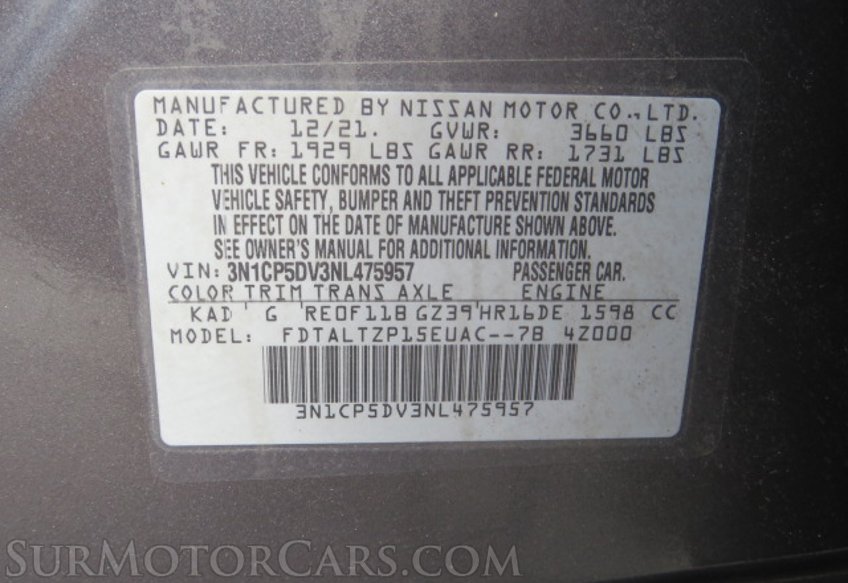 MANUFACTURED BY NISSAN MOTOR CO., LTD.
DATE: 12/21. GVWR: 3660 LBS
GAWR FR: 1929 LBS GAWR RR: 1731 LBS
THIS VEHICLE CONFORMS TO ALL APPLICABLE FEDERAL MOTOR
VEHICLE SAFETY, BUMPER AND THEFT PREVENTION STANDARDS
IN EFFECT ON THE DATE OF MANUFACTURE SHOWN ABOVE.
SEE OWNER'S MANUAL FOR ADDITIONAL INFORMATION.
VIN: 3N1CP5DV3NL475957 PASSENGER CAR.
COLOR TRIM TRANS AXLE ENGINE
KAD ' G 'RE0F11B GZ39'HR16DE 1598 CC
MODEL: FDTALTZP15EUAC--7B 4Z000
3N1CP5DV3NL475957
SURMOTORCARS.COM